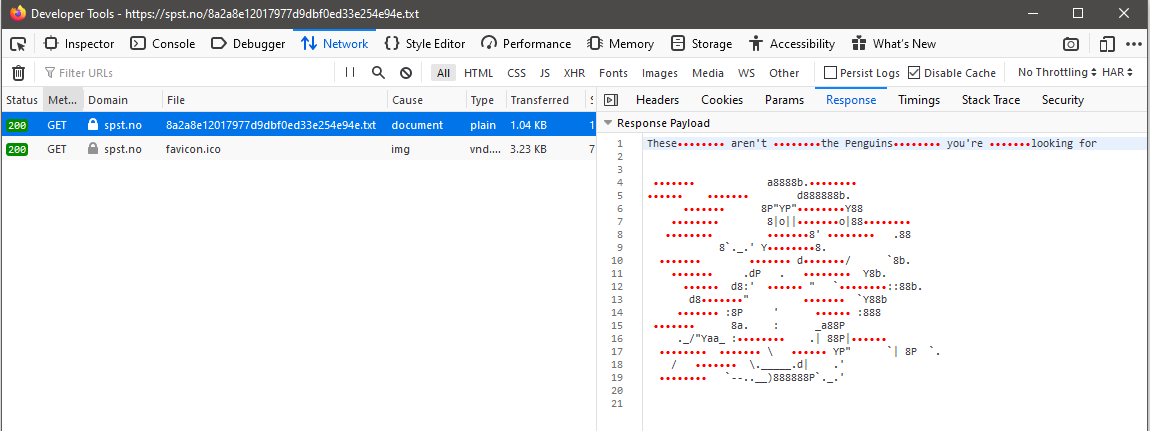 Developer Tools - https://spst.no/8a2a8e12017977d9dbf0ed33e254e94e.txt
Inspector Console Debugger Network Style Editor Performance Memory Storage Accessibility What's New
Filter URLs All HTML CSS JS XHR Fonts Images Media WS Other Persist Logs Disable Cache No Throttling HAR
Status Met... Domain File Cause Type Transferred S Headers Cookies Params Response Timings Stack Trace Security
200 GET spst.no 8a2a8e12017977d9dbf0ed33e254e94e.txt document plain 1.04 KB 1
200 GET spst.no favicon.ico img vnd.... 3.23 KB 7
Response Payload
1 These•••••••• aren't ••••••••the Penguins•••••••• you're •••••••looking for
2
3
4  •••••••            a8888b.••••••••
5 ••••••    •••••••        d888888b.
6       •••••••      8P"YP"••••••••Y88
7     ••••••••        8|o||•••••••o|88••••••••
8    ••••••••         •••••••8' ••••••••   .88
9             8`._.' Y••••••••8.
10   •••••••        ••••••• d•••••••/      `8b.
11     •••••••     .dP   .   ••••••••  Y8b.
12       ••••••  d8:'  •••••• "   `••••••••::88b.
13        d8•••••••"         •••••••  `Y88b
14      ••••••• :8P     '      •••••• :888
15  •••••••      8a.    :      _a88P
16      ._/"Yaa_ :••••••••    .| 88P|••••••
17   ••••••••  ••••••• \   •••••• YP"      `| 8P  `.
18     /   •••••••  \._____.d|    .'
19   ••••••••   `--..__)888888P`._.'
20
21